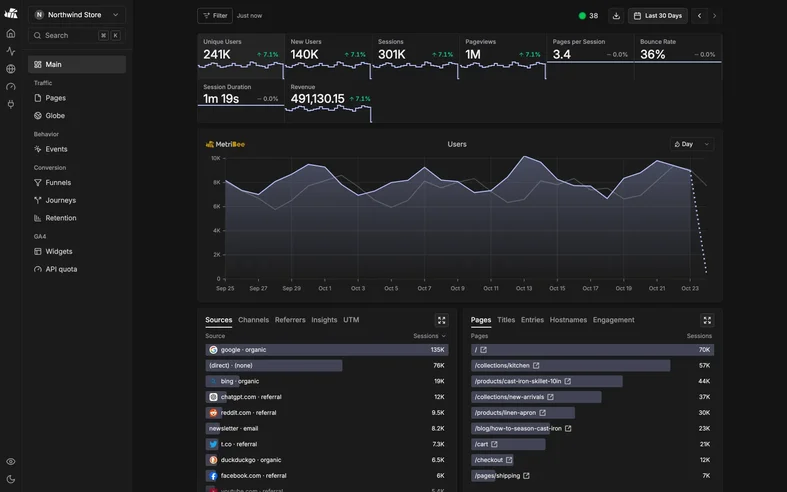 N Northwind Store
Filter
Just now
38
Last 30 Days
Search
⌘ K
Main
Traffic
Pages
Globe
Behavior
Events
Conversion
Funnels
Journeys
Retention
GA4
Widgets
API quota
Unique Users
241K
7.1%
New Users
140K
7.1%
Sessions
301K
7.1%
Pageviews
1M
7.1%
Pages per Session
3.4
0.0%
Bounce Rate
36%
0.0%
Session Duration
1m 19s
0.0%
Revenue
491,130.15
7.1%
MetriBee
Users
Day
10K
8K
6K
4K
2K
0
Sep 25 Sep 27 Sep 29 Oct 1 Oct 3 Oct 5 Oct 7 Oct 9 Oct 11 Oct 13 Oct 15 Oct 17 Oct 19 Oct 21 Oct 23
Sources Channels Referrers Insights UTM
Source Sessions
google · organic 135K
(direct) · (none) 76K
bing · organic 19K
chatgpt.com · referral 12K
reddit.com · referral 9.5K
newsletter · email 8.2K
t.co · referral 7.3K
duckduckgo · organic 6.5K
facebook.com · referral 6K
youtube.com · referral 5.4K
Pages Titles Entries Hostnames Engagement
Pages Sessions
/ 70K
/collections/kitchen 57K
/products/cast-iron-skillet-10in 44K
/collections/new-arrivals 37K
/products/linen-apron 30K
/blog/how-to-season-cast-iron 23K
/cart 21K
/checkout 12K
/pages/shipping 7K